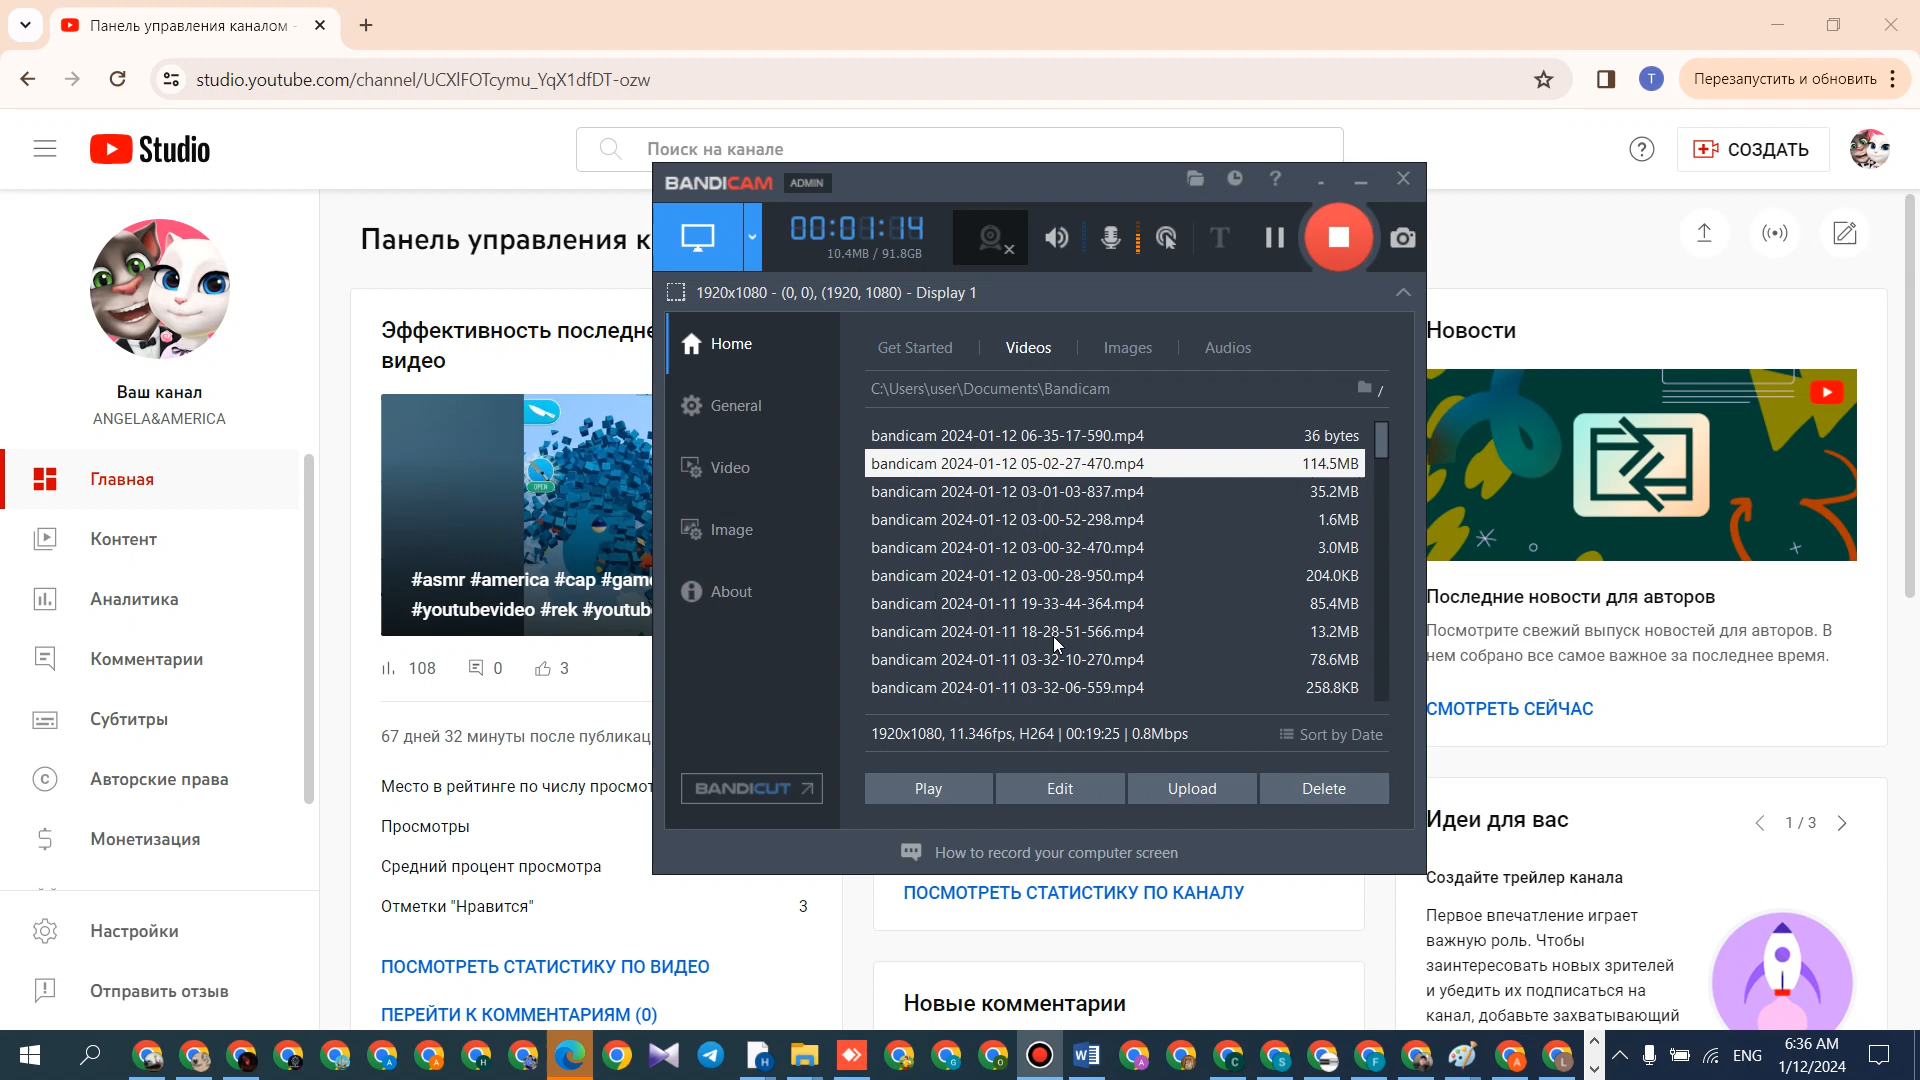 Панель управления каналом -
studio.youtube.com/channel/UCXlFOTcymu_YqX1dfDT-ozw
T
Перезапустить и обновить
Studio
Поиск на канале
СОЗДАТЬ
Ваш канал
ANGELA&AMERICA
Главная
Контент
Аналитика
Комментарии
Субтитры
Авторские права
Монетизация
Настройки
Отправить отзыв
Панель управления к
Эффективность последне
видео
OPEN
#asmr #america #cap #game
#youtubevideo #rek #youtub
108 0 3
67 дней 32 минуты после публикац
Место в рейтинге по числу просмот
Просмотры
Средний процент просмотра
Отметки "Нравится" 3
ПОСМОТРЕТЬ СТАТИСТИКУ ПО ВИДЕО
ПЕРЕЙТИ К КОММЕНТАРИЯМ (0)
BANDICAM ADMIN
00:01:14
10.4MB / 91.8GB
1920x1080 - (0, 0), (1920, 1080) - Display 1
Home
General
Video
Image
About
BANDICUT
Get Started Videos Images Audios
C:\Users\user\Documents\Bandicam /
bandicam 2024-01-12 06-35-17-590.mp4 36 bytes
bandicam 2024-01-12 05-02-27-470.mp4 114.5MB
bandicam 2024-01-12 03-01-03-837.mp4 35.2MB
bandicam 2024-01-12 03-00-52-298.mp4 1.6MB
bandicam 2024-01-12 03-00-32-470.mp4 3.0MB
bandicam 2024-01-12 03-00-28-950.mp4 204.0KB
bandicam 2024-01-11 19-33-44-364.mp4 85.4MB
bandicam 2024-01-11 18-28-51-566.mp4 13.2MB
bandicam 2024-01-11 03-32-10-270.mp4 78.6MB
bandicam 2024-01-11 03-32-06-559.mp4 258.8KB
1920x1080, 11.346fps, H264 | 00:19:25 | 0.8Mbps Sort by Date
Play Edit Upload Delete
How to record your computer screen
ПОСМОТРЕТЬ СТАТИСТИКУ ПО КАНАЛУ
Новые комментарии
Новости
Последние новости для авторов
Посмотрите свежий выпуск новостей для авторов. В
нем собрано все самое важное за последнее время.
СМОТРЕТЬ СЕЙЧАС
Идеи для вас 1 / 3
Создайте трейлер канала
Первое впечатление играет
важную роль. Чтобы
заинтересовать новых зрителей
и убедить их подписаться на
канал, добавьте захватывающий
ENG
6:36 AM
1/12/2024